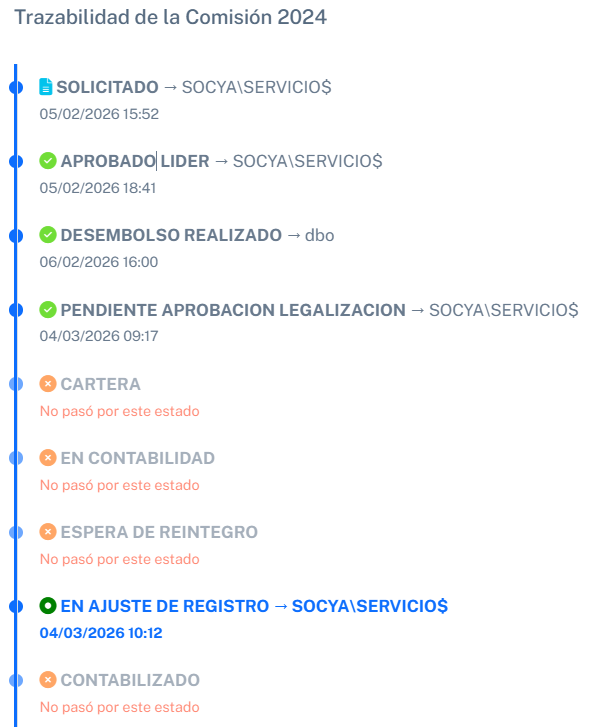 Trazabilidad de la Comisión 2024
SOLICITADO → SOCYA\SERVICIO$
05/02/2026 15:52
APROBADO LIDER → SOCYA\SERVICIO$
05/02/2026 18:41
DESEMBOLSO REALIZADO → dbo
06/02/2026 16:00
PENDIENTE APROBACION LEGALIZACION → SOCYA\SERVICIO$
04/03/2026 09:17
CARTERA
No pasó por este estado
EN CONTABILIDAD
No pasó por este estado
ESPERA DE REINTEGRO
No pasó por este estado
EN AJUSTE DE REGISTRO → SOCYA\SERVICIO$
04/03/2026 10:12
CONTABILIZADO
No pasó por este estado